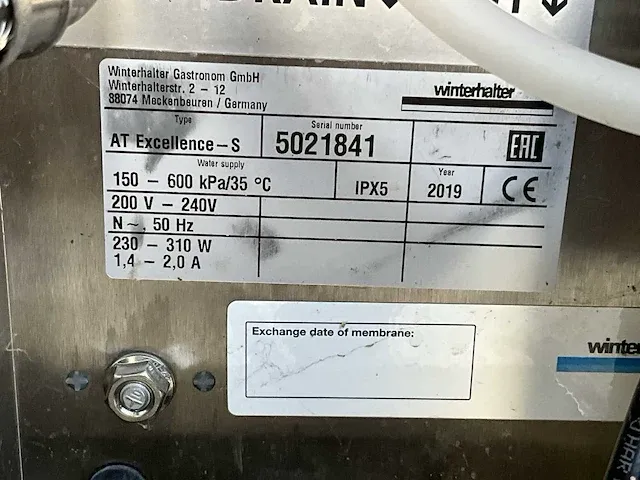 DRAIN
Winterhalter Gastronom GmbH
Winterhalterstr. 2 – 12
88074 Meckenbeuren / Germany
winterhalter
Type
AT Excellence–S
Serial number
5021841
EAC
Water supply
150 – 600 kPa/35 °C
IPX5
Year
2019
CE
200 V – 240V
N~, 50 Hz
230 – 310 W
1,4 – 2,0 A
Exchange date of membrane:
winter